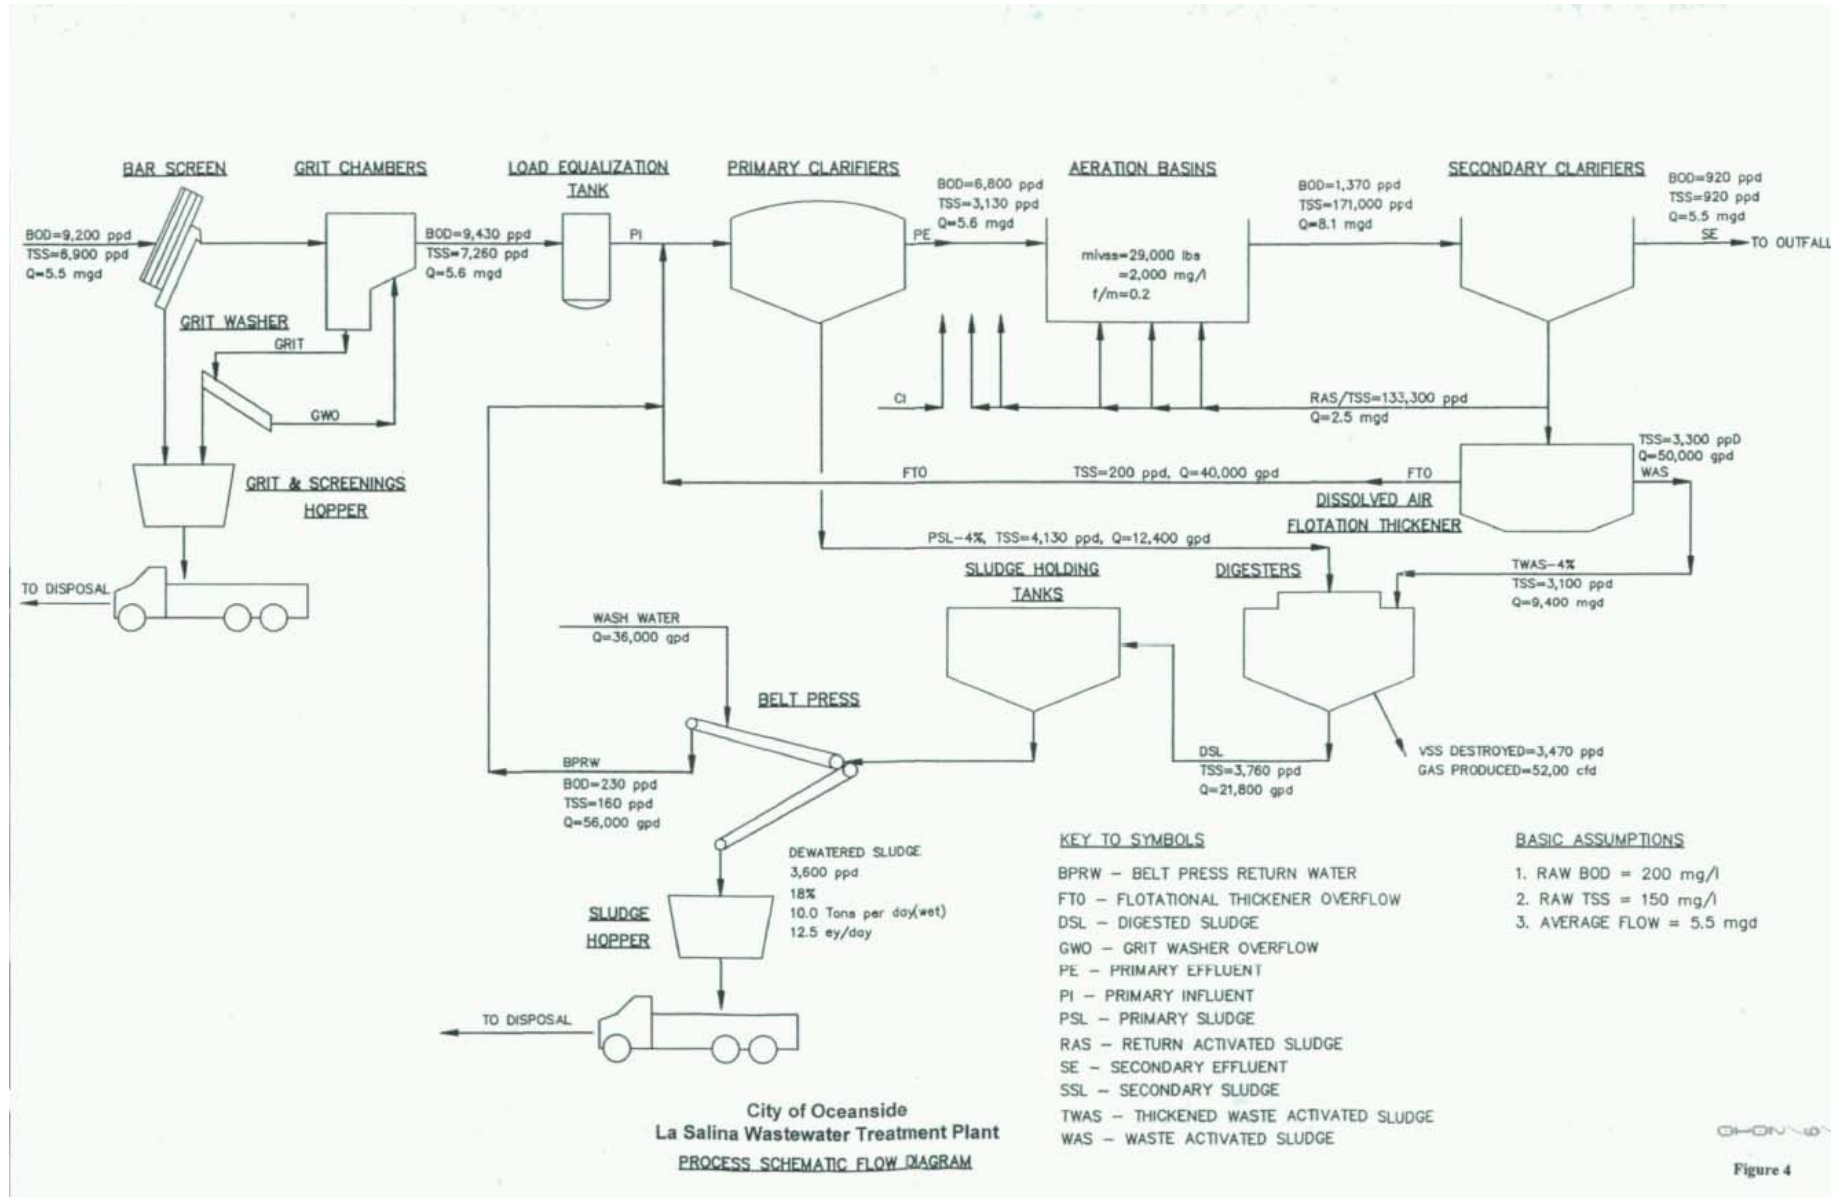 BAR SCREEN
GRIT CHAMBERS
LOAD EQUALIZATION
TANK
PRIMARY CLARIFIERS
AERATION BASINS
SECONDARY CLARIFIERS
BOD=9,200 ppd
TSS=6,900 ppd
Q=5.5 mgd
BOD=9,430 ppd
TSS=7,260 ppd
Q=5.6 mgd
PI
PE
BOD=6,800 ppd
TSS=3,130 ppd
Q=5.6 mgd
mlvss=29,000 lbs
=2,000 mg/l
f/m=0.2
BOD=1,370 ppd
TSS=171,000 ppd
Q=8.1 mgd
BOD=920 ppd
TSS=920 ppd
Q=5.5 mgd
SE
TO OUTFALL
GRIT WASHER
GRIT
GWO
CI
RAS/TSS=133,300 ppd
Q=2.5 mgd
TSS=3,300 ppD
Q=50,000 gpd
WAS
FTO
TSS=200 ppd, Q=40,000 gpd
FTO
DISSOLVED AIR
FLOTATION THICKENER
GRIT & SCREENINGS
HOPPER
TO DISPOSAL
PSL-4%, TSS=4,130 ppd, Q=12,400 gpd
SLUDGE HOLDING
TANKS
DIGESTERS
TWAS-4%
TSS=3,100 ppd
Q=9,400 mgd
WASH WATER
Q=36,000 gpd
BELT PRESS
BPRW
BOD=230 ppd
TSS=160 ppd
Q=56,000 gpd
DSL
TSS=3,760 ppd
Q=21,800 gpd
VSS DESTROYED=3,470 ppd
GAS PRODUCED=52,00 cfd
DEWATERED SLUDGE
3,600 ppd
18%
10.0 Tons per day(wet)
12.5 ey/day
SLUDGE
HOPPER
TO DISPOSAL
KEY TO SYMBOLS
BPRW - BELT PRESS RETURN WATER
FTO - FLOTATIONAL THICKENER OVERFLOW
DSL - DIGESTED SLUDGE
GWO - GRIT WASHER OVERFLOW
PE - PRIMARY EFFLUENT
PI - PRIMARY INFLUENT
PSL - PRIMARY SLUDGE
RAS - RETURN ACTIVATED SLUDGE
SE - SECONDARY EFFLUENT
SSL - SECONDARY SLUDGE
TWAS - THICKENED WASTE ACTIVATED SLUDGE
WAS - WASTE ACTIVATED SLUDGE
BASIC ASSUMPTIONS
1. RAW BOD = 200 mg/l
2. RAW TSS = 150 mg/l
3. AVERAGE FLOW = 5.5 mgd
City of Oceanside
La Salina Wastewater Treatment Plant
PROCESS SCHEMATIC FLOW DIAGRAM
Figure 4